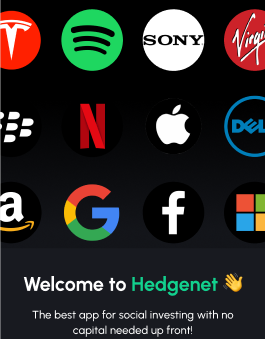 SONY
Virgin
DELL
a
Welcome to Hedgenet 👋
The best app for social investing with no
capital needed up front!